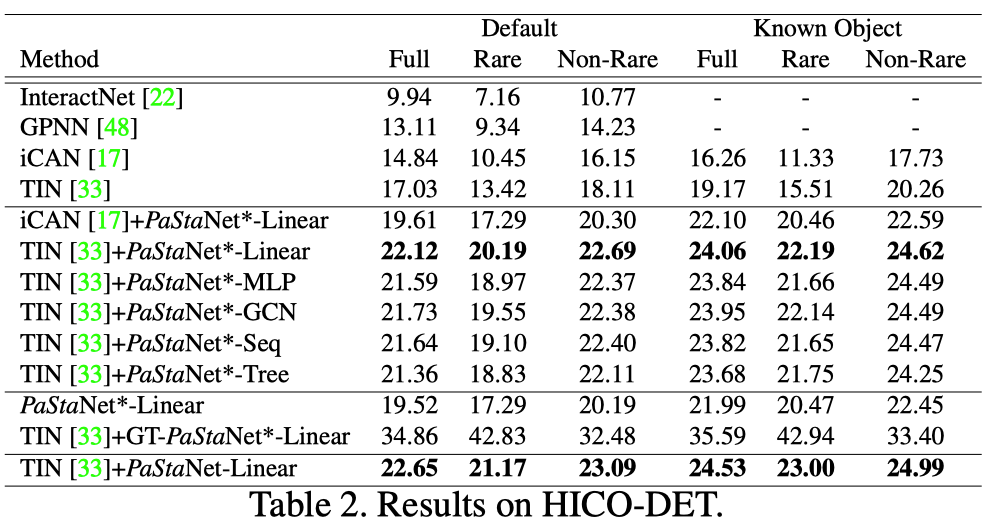 Default Known Object
Method Full Rare Non-Rare Full Rare Non-Rare
InteractNet [22] 9.94 7.16 10.77 - - -
GPNN [48] 13.11 9.34 14.23 - - -
iCAN [17] 14.84 10.45 16.15 16.26 11.33 17.73
TIN [33] 17.03 13.42 18.11 19.17 15.51 20.26
iCAN [17]+PaStaNet*-Linear 19.61 17.29 20.30 22.10 20.46 22.59
TIN [33]+PaStaNet*-Linear 22.12 20.19 22.69 24.06 22.19 24.62
TIN [33]+PaStaNet*-MLP 21.59 18.97 22.37 23.84 21.66 24.49
TIN [33]+PaStaNet*-GCN 21.73 19.55 22.38 23.95 22.14 24.49
TIN [33]+PaStaNet*-Seq 21.64 19.10 22.40 23.82 21.65 24.47
TIN [33]+PaStaNet*-Tree 21.36 18.83 22.11 23.68 21.75 24.25
PaStaNet*-Linear 19.52 17.29 20.19 21.99 20.47 22.45
TIN [33]+GT-PaStaNet*-Linear 34.86 42.83 32.48 35.59 42.94 33.40
TIN [33]+PaStaNet-Linear 22.65 21.17 23.09 24.53 23.00 24.99
Table 2. Results on HICO-DET.